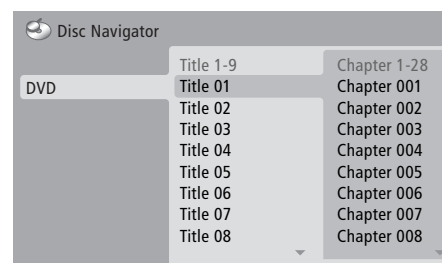 Disc Navigator
DVD
Title 1-9
Title 01
Title 02
Title 03
Title 04
Title 05
Title 06
Title 07
Title 08
Chapter 1-28
Chapter 001
Chapter 002
Chapter 003
Chapter 004
Chapter 005
Chapter 006
Chapter 007
Chapter 008